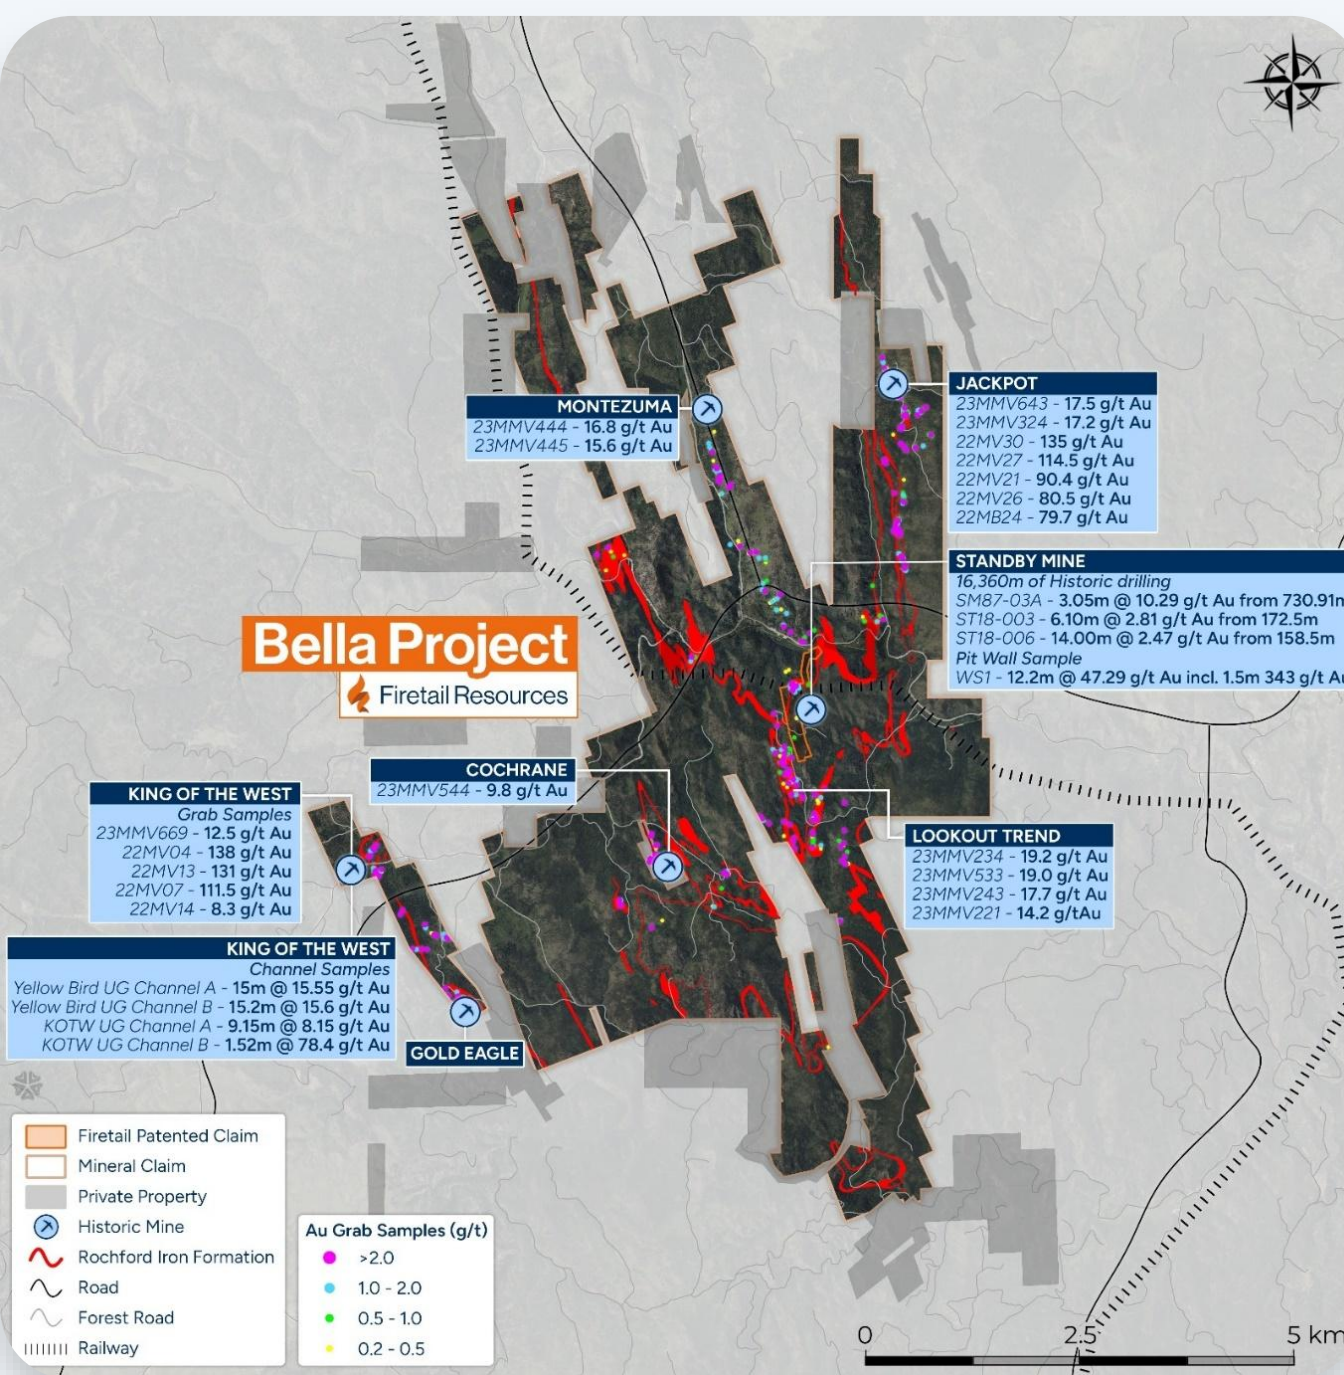 MONTEZUMA
23MMV444 - 16.8 g/t Au
23MMV445 - 15.6 g/t Au
JACKPOT
23MMV643 - 17.5 g/t Au
23MMV324 - 17.2 g/t Au
22MV30 - 135 g/t Au
22MV27 - 114.5 g/t Au
22MV21 - 90.4 g/t Au
22MV26 - 80.5 g/t Au
22MB24 - 79.7 g/t Au
STANDBY MINE
16,360m of Historic drilling
SM87-03A - 3.05m @ 10.29 g/t Au from 730.91m
ST18-003 - 6.10m @ 2.81 g/t Au from 172.5m
ST18-006 - 14.00m @ 2.47 g/t Au from 158.5m
Pit Wall Sample
WS1 - 12.2m @ 47.29 g/t Au incl. 1.5m 343 g/t Au
Bella Project
Firetail Resources
COCHRANE
23MMV544 - 9.8 g/t Au
KING OF THE WEST
Grab Samples
23MMV669 - 12.5 g/t Au
22MV04 - 138 g/t Au
22MV13 - 131 g/t Au
22MV07 - 111.5 g/t Au
22MV14 - 8.3 g/t Au
LOOKOUT TREND
23MMV234 - 19.2 g/t Au
23MMV533 - 19.0 g/t Au
23MMV243 - 17.7 g/t Au
23MMV221 - 14.2 g/tAu
KING OF THE WEST
Channel Samples
Yellow Bird UG Channel A - 15m @ 15.55 g/t Au
Yellow Bird UG Channel B - 15.2m @ 15.6 g/t Au
KOTW UG Channel A - 9.15m @ 8.15 g/t Au
KOTW UG Channel B - 1.52m @ 78.4 g/t Au
GOLD EAGLE
Firetail Patented Claim
Mineral Claim
Private Property
Historic Mine
Rochford Iron Formation
Road
Forest Road
Railway
Au Grab Samples (g/t)
>2.0
1.0 - 2.0
0.5 - 1.0
0.2 - 0.5
0 2.5 5 km